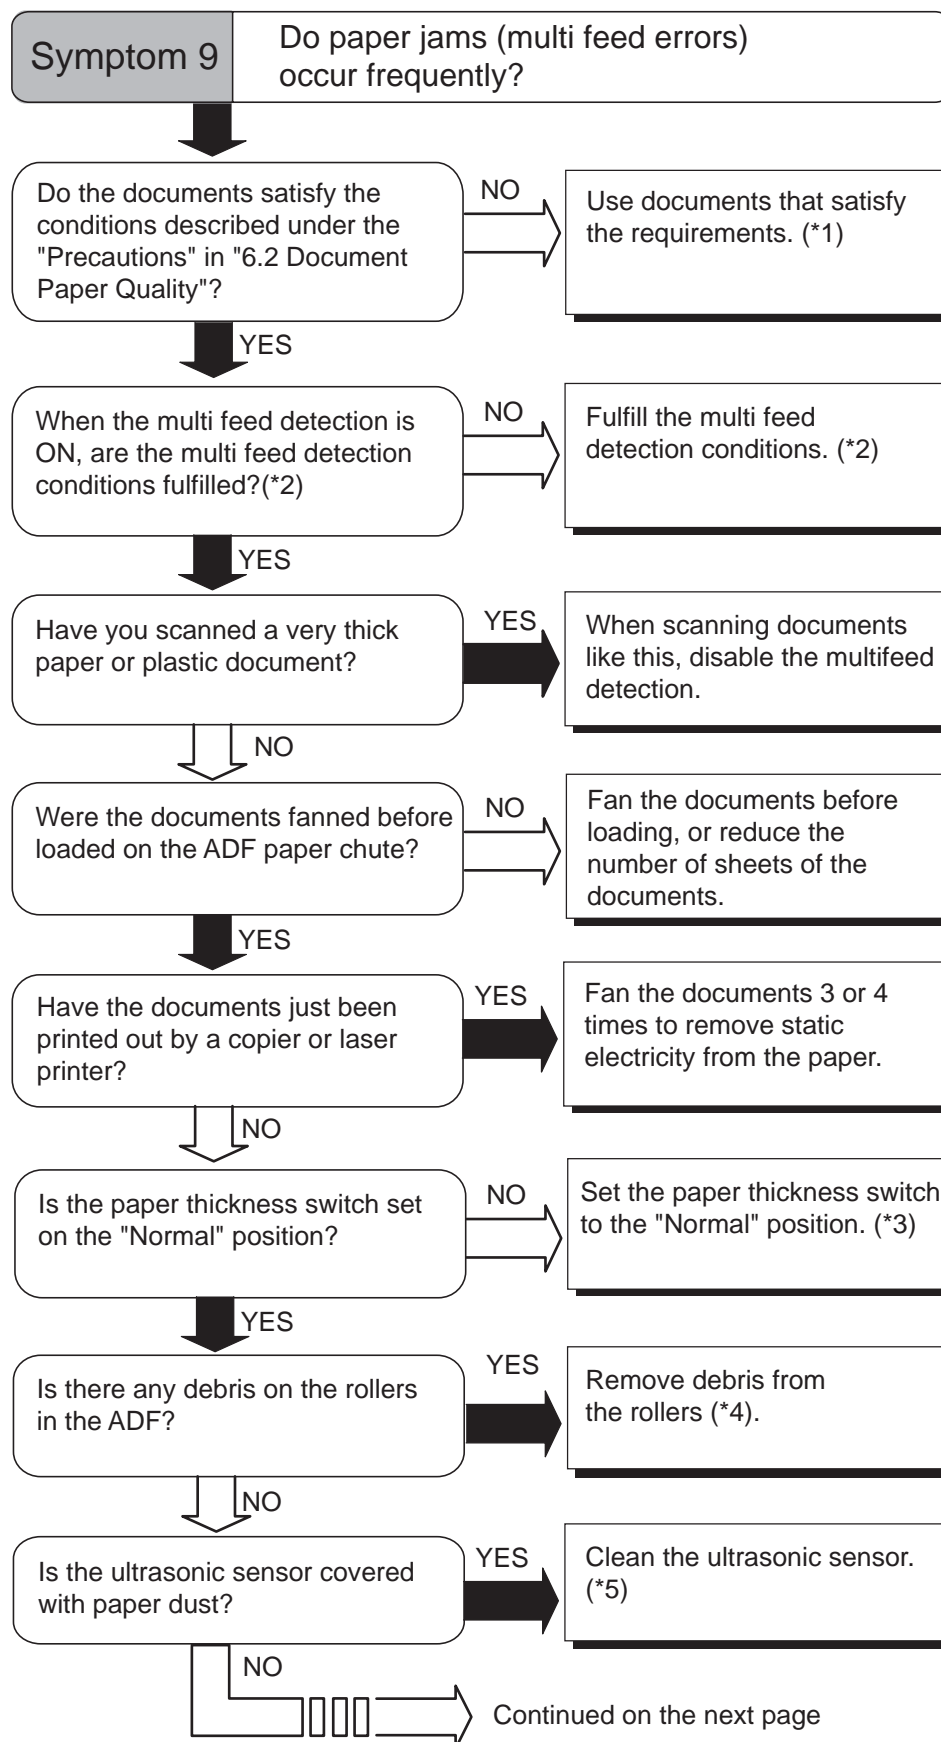 Symptom 9
Do paper jams (multi feed errors)
occur frequently?
Do the documents satisfy the
conditions described under the
"Precautions" in "6.2 Document
Paper Quality"?
NO
Use documents that satisfy
the requirements. (*1)
YES
When the multi feed detection is
ON, are the multi feed detection
conditions fulfilled?(*2)
NO
Fulfill the multi feed
detection conditions. (*2)
YES
Have you scanned a very thick
paper or plastic document?
YES
When scanning documents
like this, disable the multifeed
detection.
NO
Were the documents fanned before
loaded on the ADF paper chute?
NO
Fan the documents before
loading, or reduce the
number of sheets of the
documents.
YES
Have the documents just been
printed out by a copier or laser
printer?
YES
Fan the documents 3 or 4
times to remove static
electricity from the paper.
NO
Is the paper thickness switch set
on the "Normal" position?
NO
Set the paper thickness switch
to the "Normal" position. (*3)
YES
Is there any debris on the rollers
in the ADF?
YES
Remove debris from
the rollers (*4).
NO
Is the ultrasonic sensor covered
with paper dust?
YES
Clean the ultrasonic sensor.
(*5)
NO
Continued on the next page